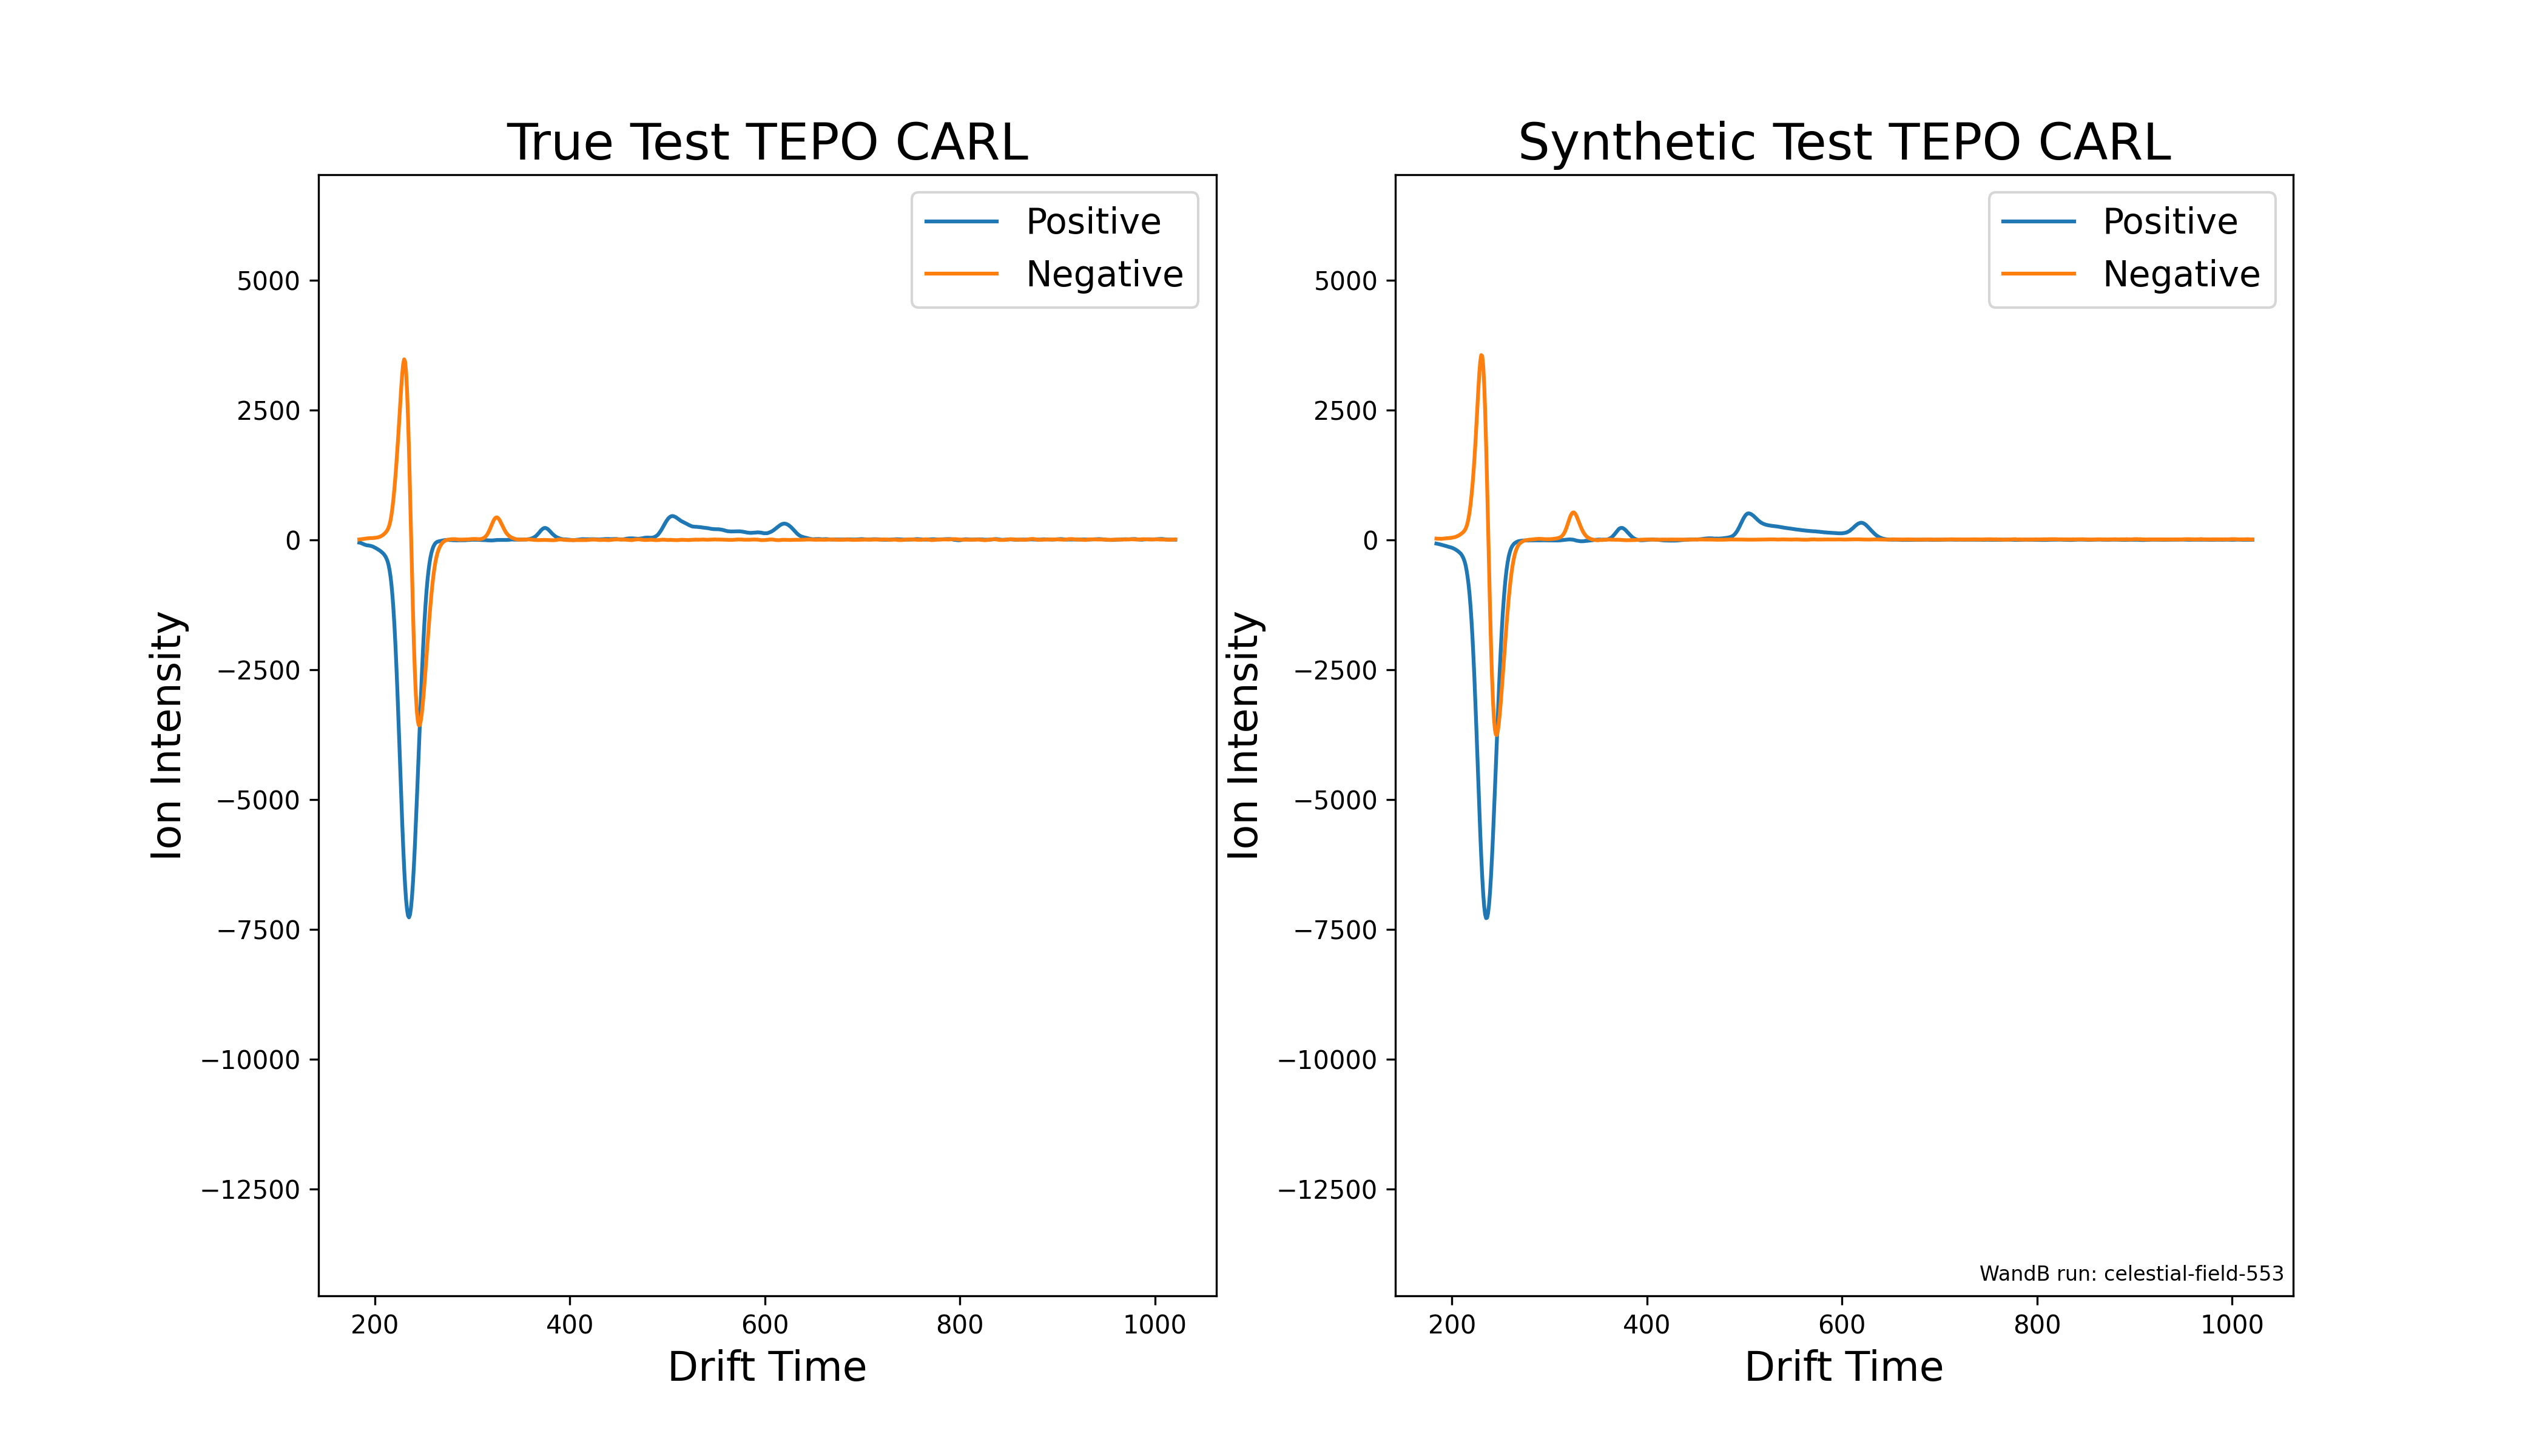 True Test TEPO CARL
Positive
Negative
5000
2500
0
−2500
−5000
−7500
−10000
−12500
Ion Intensity
200 400 600 800 1000
Drift Time
Synthetic Test TEPO CARL
Positive
Negative
5000
2500
0
−2500
−5000
−7500
−10000
−12500
Ion Intensity
WandB run: celestial-field-553
200 400 600 800 1000
Drift Time